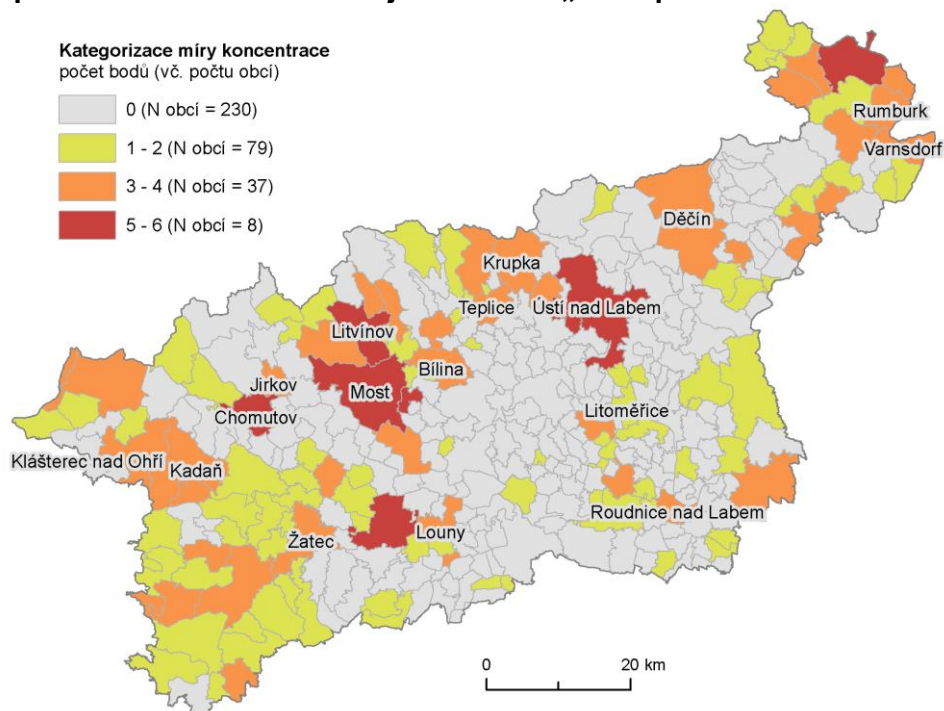 Kategorizace míry koncentrace
počet bodů (vč. počtu obcí)
0 (N obcí = 230)
1 - 2 (N obcí = 79)
3 - 4 (N obcí = 37)
5 - 6 (N obcí = 8)
Rumburk
Varnsdorf
Děčín
Krupka
Teplice
Ústí nad Labem
Litvínov
Bílina
Jirkov
Most
Chomutov
Litoměřice
Klášterec nad Ohří
Kadaň
Roudnice nad Labem
Žatec
Louny
0
20 km